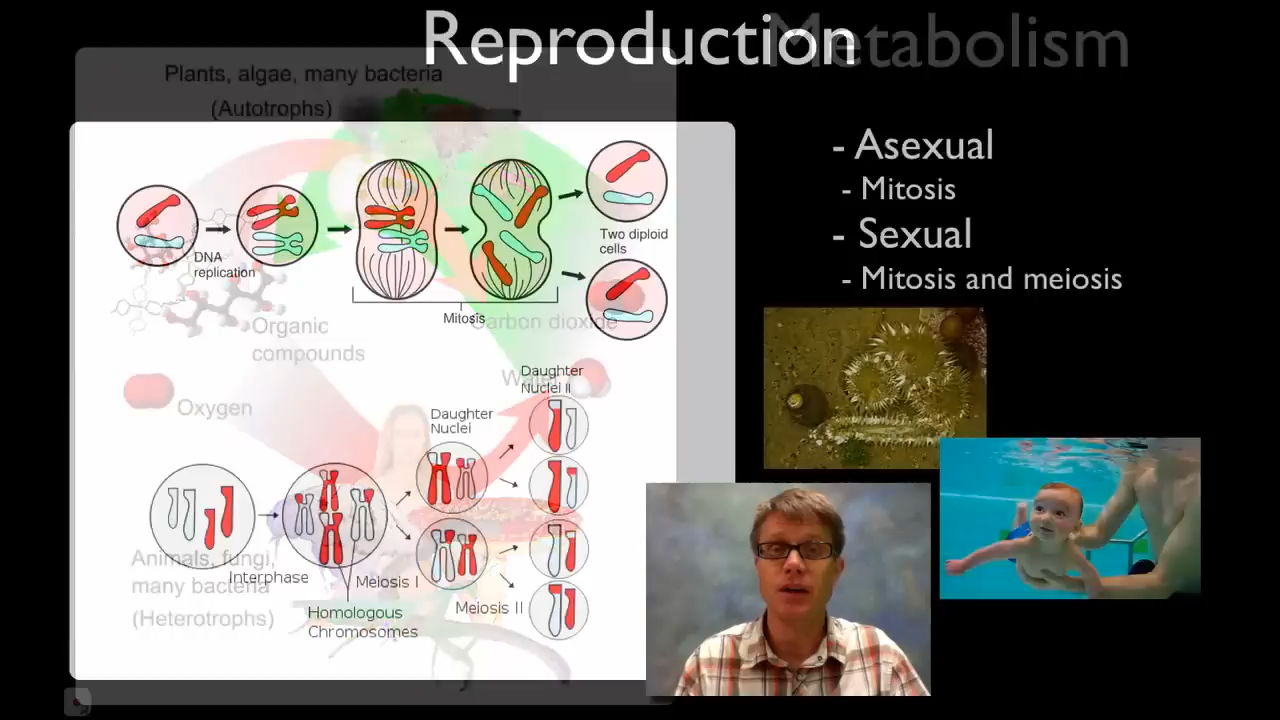 Reproduction
Metabolism
Plants, algae, many bacteria
(Autotrophs)
- Asexual
- Mitosis
- Sexual
- Mitosis and meiosis
DNA
replication
Two diploid
cells
Mitosis
Carbon dioxide
Organic
compounds
Water
Oxygen
Daughter
Nuclei II
Daughter
Nuclei
Animals, fungi,
many bacteria
(Heterotrophs)
Interphase
Meiosis I
Homologous
Chromosomes
Meiosis II